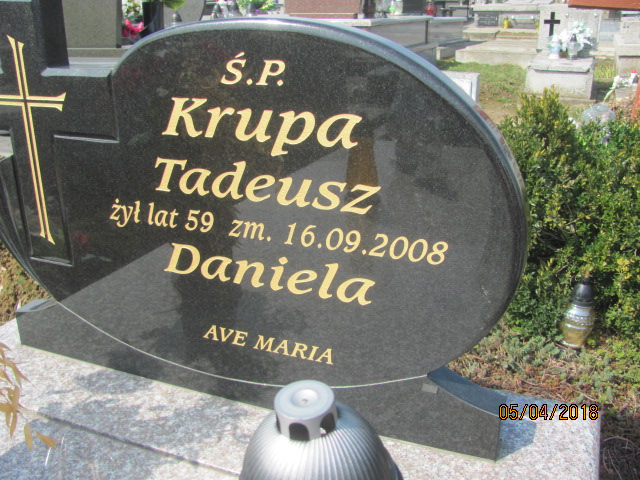 Ś.P.
Krupa
Tadeusz
żył lat 59 zm. 16.09.2008
Daniela
AVE MARIA
05/04/2018